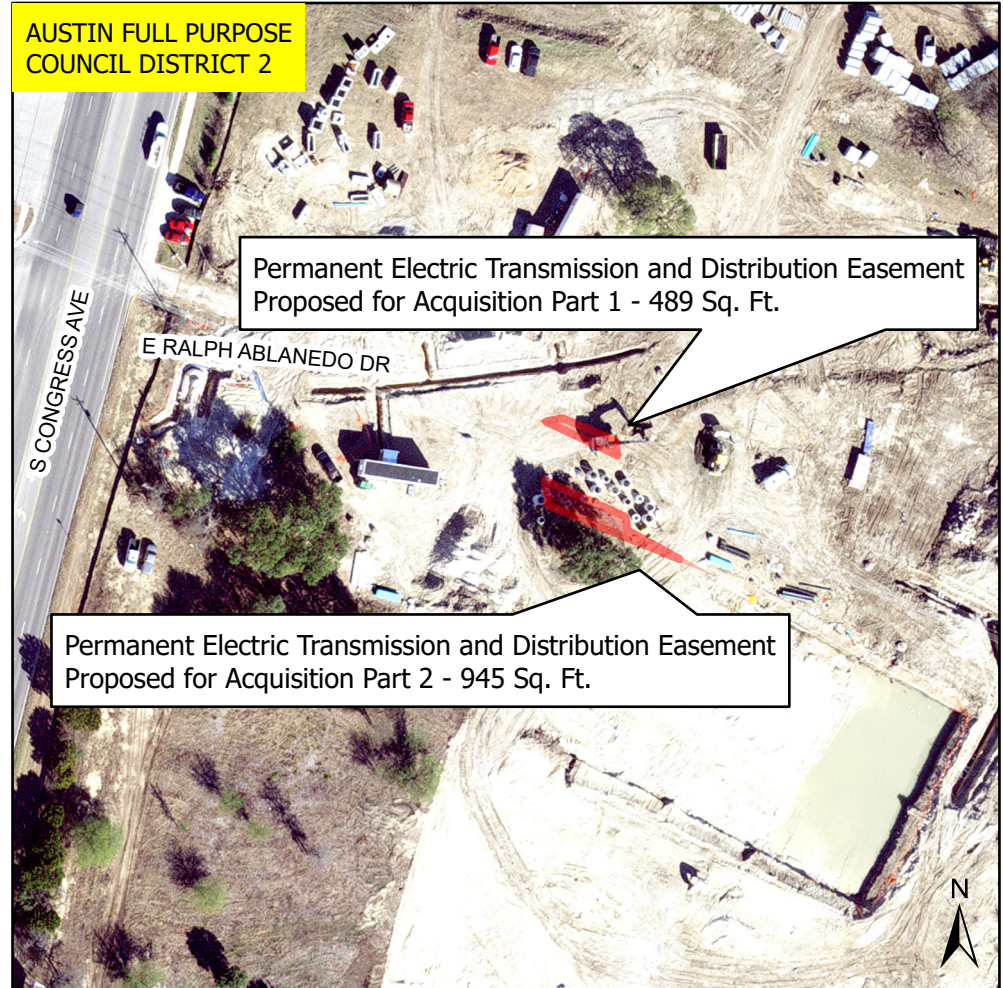 AUSTIN FULL PURPOSE
COUNCIL DISTRICT 2
Permanent Electric Transmission and Distribution Easement
Proposed for Acquisition Part 1 - 489 Sq. Ft.
E RALPH ABLANEDO DR
S CONGRESS AVE
Permanent Electric Transmission and Distribution Easement
Proposed for Acquisition Part 2 - 945 Sq. Ft.
N